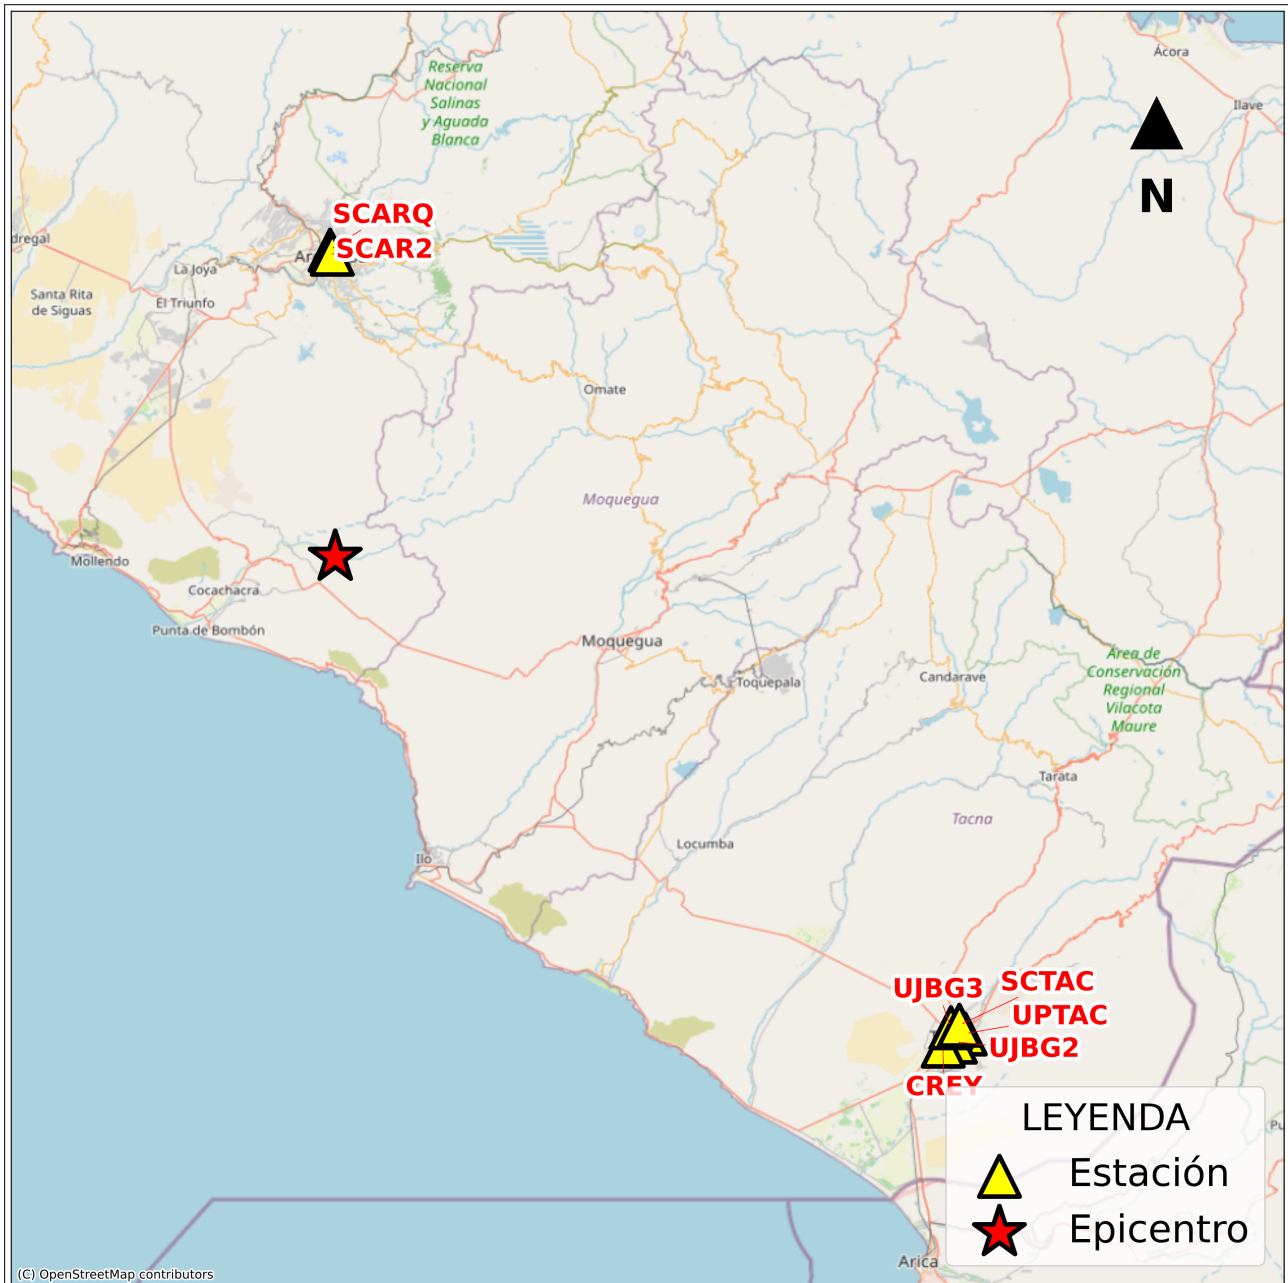 Ácora
Reserva
Nacional
Salinas
y Aguada
Blanca
Ilave
N
SCARQ
SCAR2
dregal
La Joya
Santa Rita
de Siguas
El Triunfo
Omate
Moquegua
Mollendo
Cocachacra
Punta de Bombón
Moquegua
Toquepala
Candarave
Área de
Conservación
Regional
Vilacota
Maure
Tarata
Tacna
Locumba
Ilo
UJBG3
SCTAC
UPTAC
UJBG2
CREY
LEYENDA
Estación
Epicentro
Arica
(C) OpenStreetMap contributors